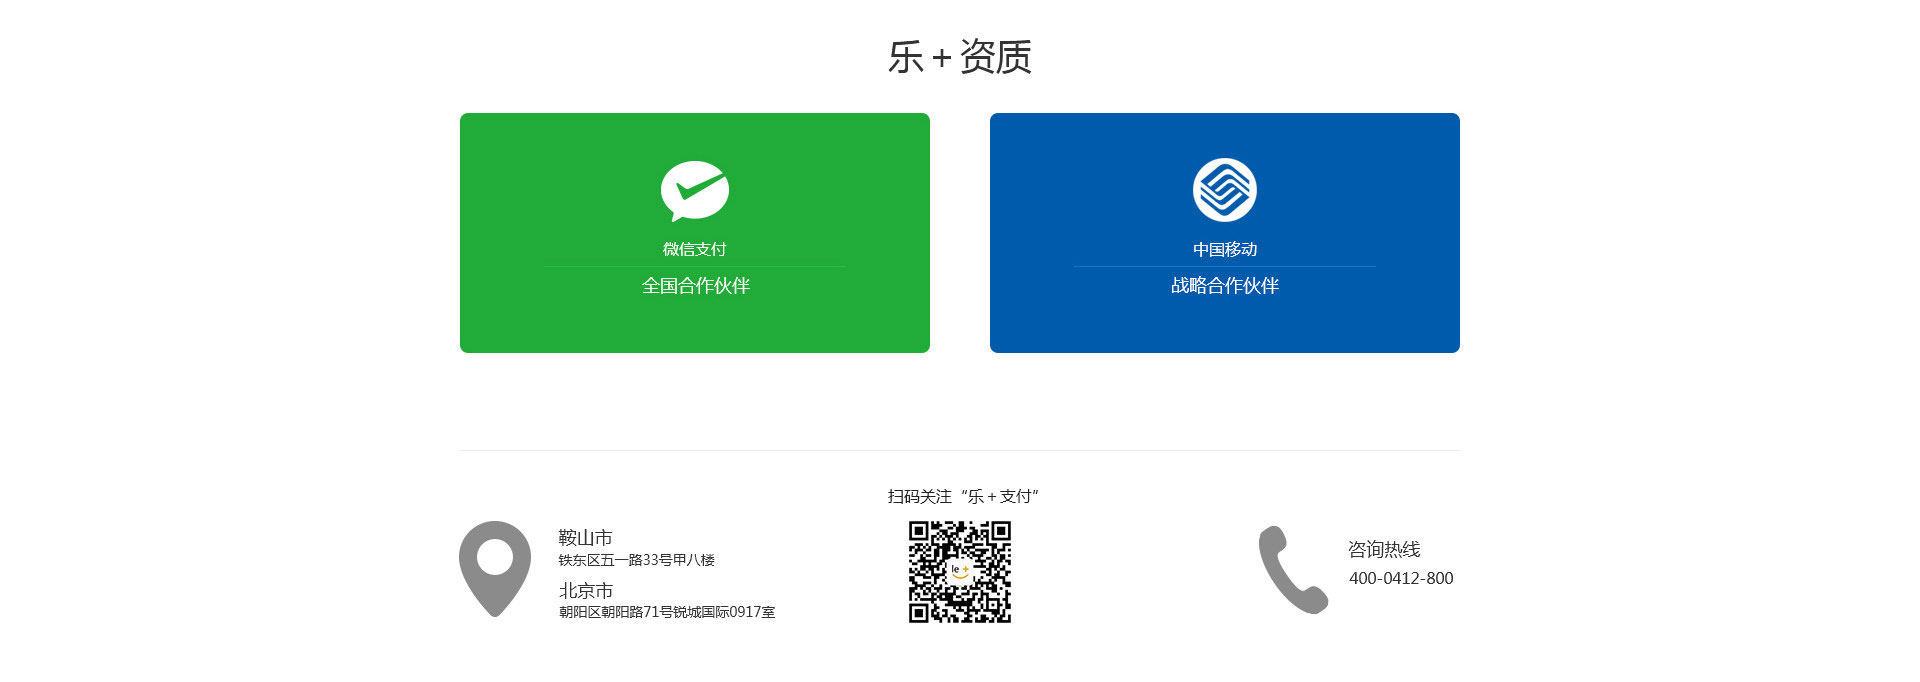 乐+资质
微信支付
全国合作伙伴
中国移动
战略合作伙伴
鞍山市
铁东区五一路33号甲八楼
北京市
朝阳区朝阳路71号锐城国际0917室
扫码关注“乐+支付”
le+
咨询热线
400-0412-800